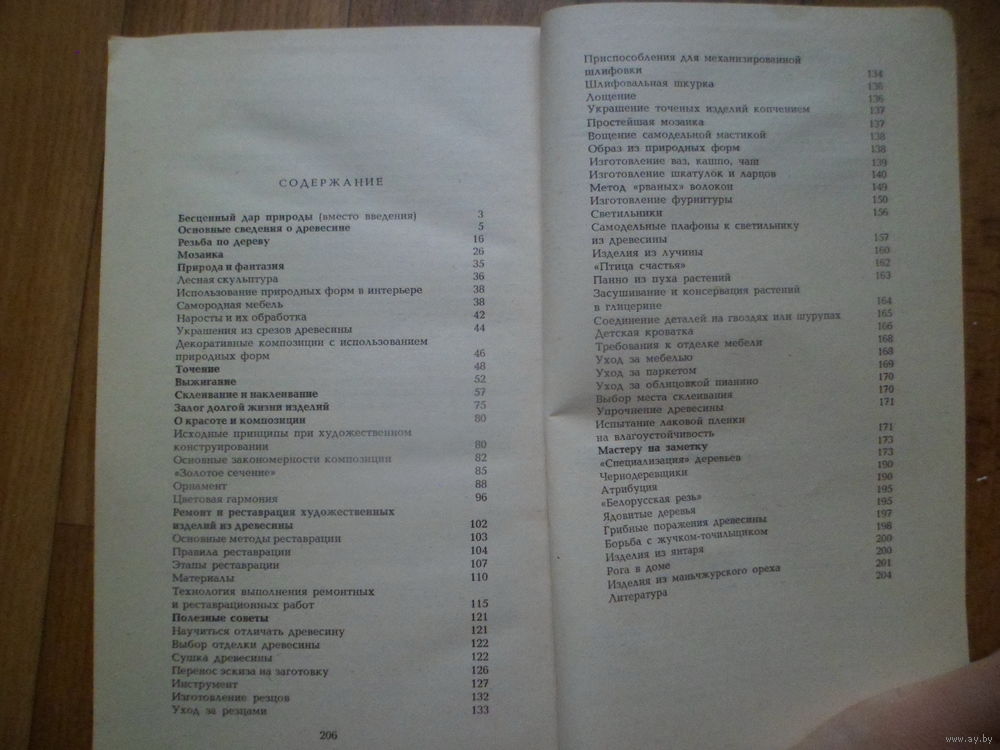 СОДЕРЖАНИЕ
Бесценный дар природы (вместо введения) 3
Основные сведения о древесине 5
Резьба по дереву 16
Мозаика 26
Природа и фантазия 35
Лесная скульптура 36
Использование природных форм в интерьере 38
Самородная мебель 38
Наросты и их обработка 42
Украшения из срезов древесины 44
Декоративные композиции с использованием
природных форм 46
Точение 48
Выжигание 52
Склеивание и наклеивание 57
Залог долгой жизни изделий 75
О красоте и композиции 80
Исходные принципы при художественном
конструировании 80
Основные закономерности композиции 82
«Золотое сечение» 85
Орнамент 88
Цветовая гармония 96
Ремонт и реставрация художественных
изделий из древесины 102
Основные методы реставрации 103
Правила реставрации 104
Этапы реставрации 107
Материалы 110
Технология выполнения ремонтных
и реставрационных работ 115
Полезные советы 121
Научиться отличать древесину 121
Выбор отделки древесины 122
Сушка древесины 122
Перенос эскиза на заготовку 126
Инструмент 127
Изготовление резцов 132
Уход за резцами 133
206
Приспособления для механизированной
шлифовки 134
Шлифовальная шкурка 135
Лощение 136
Украшение точеных изделий копчением 137
Простейшая мозаика 137
Вощение самодельной мастикой 138
Образ из природных форм 138
Изготовление ваз, кашпо, чаш 139
Изготовление шкатулок и ларцов 140
Метод «рваных» волокон 149
Изготовление фурнитуры 150
Светильники 156
Самодельные плафоны к светильнику
из древесины 157
Изделия из лучины 160
«Птица счастья» 162
Панно из пуха растений 163
Засушивание и консервация растений
в глицерине 164
Соединение деталей на гвоздях или шурупах 165
Детская кроватка 166
Требования к отделке мебели 168
Уход за мебелью 168
Уход за паркетом 169
Уход за облицовкой пианино 170
Выбор места склеивания 170
Упрочнение древесины 171
Испытание лаковой пленки
на влагоустойчивость 171
Мастеру на заметку 173
«Специализация» деревьев 173
Чернодеревщики 190
Атрибуция 190
«Белорусская резь» 195
Ядовитые деревья 195
Грибные поражения древесины 197
Борьба с жучком-точильщиком 198
Изделия из янтаря 200
Рога в доме 200
Изделия из маньчжурского ореха 201
Литература 204
www.ay.by